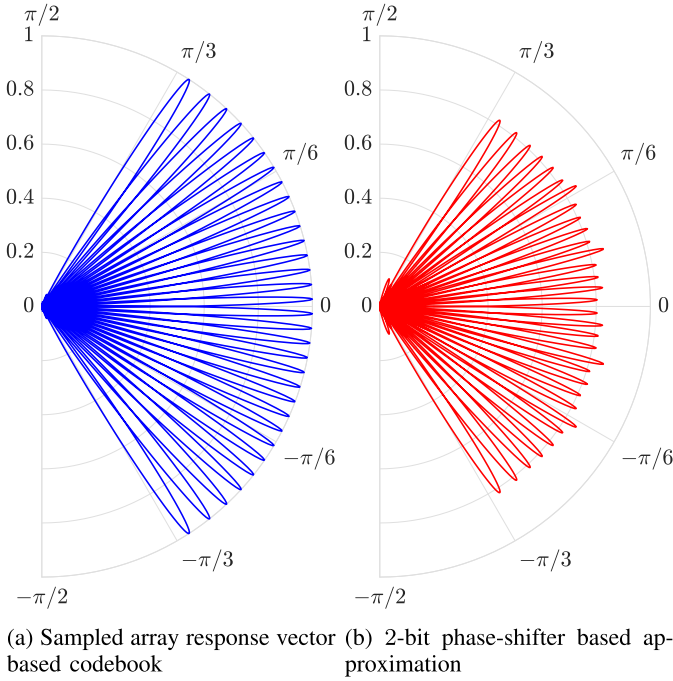 π/2
1
π/3
0.8
0.6
π/6
0.4
0.2
0
0
−π/6
−π/3
−π/2
π/2
1
π/3
0.8
0.6
π/6
0.4
0.2
0
0
−π/6
−π/3
−π/2
(a) Sampled array response vector
based codebook
(b) 2-bit phase-shifter based ap-
proximation